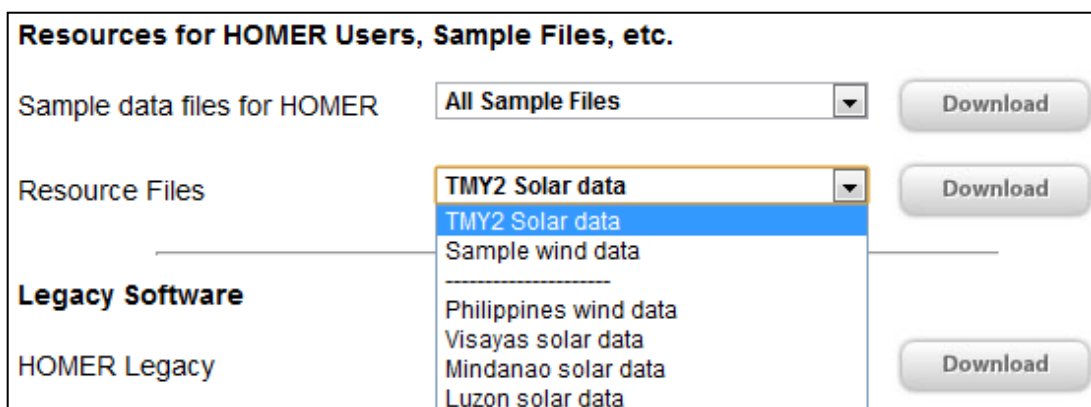 Resources for HOMER Users, Sample Files, etc.
Sample data files for HOMER All Sample Files Download
Resource Files TMY2 Solar data Download
TMY2 Solar data
Sample wind data
---------------------
Philippines wind data
Legacy Software
Visayas solar data
HOMER Legacy Mindanao solar data Download
Luzon solar data